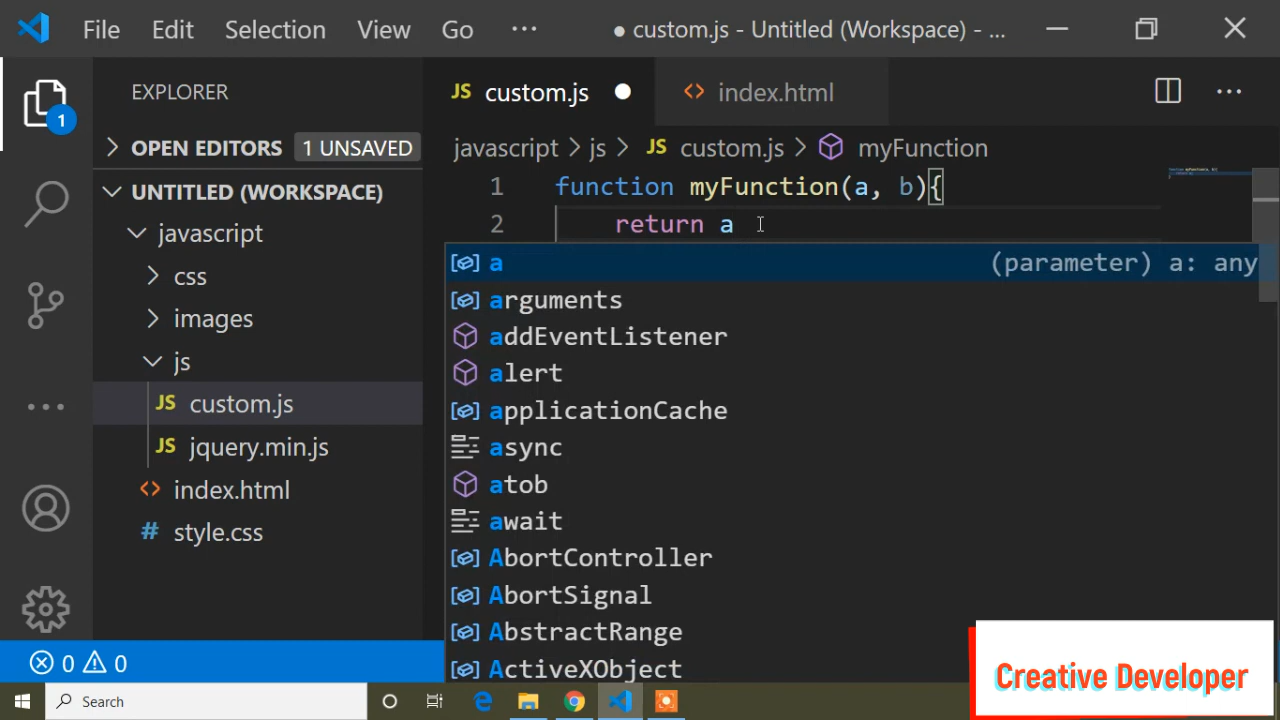 File Edit Selection View Go ··· ● custom.js - Untitled (Workspace) - ...
EXPLORER
JS custom.js ● <> index.html
1
OPEN EDITORS 1 UNSAVED
javascript > js > JS custom.js > myFunction
UNTITLED (WORKSPACE)
1 function myFunction(a, b){
javascript
2 return a
css
a (parameter) a: any
images
arguments
js
addEventListener
alert
JS custom.js
applicationCache
JS jquery.min.js
async
<> index.html
atob
# style.css
await
AbortController
AbortSignal
AbstractRange
ActiveXObject
0 0
Creative Developer
Search